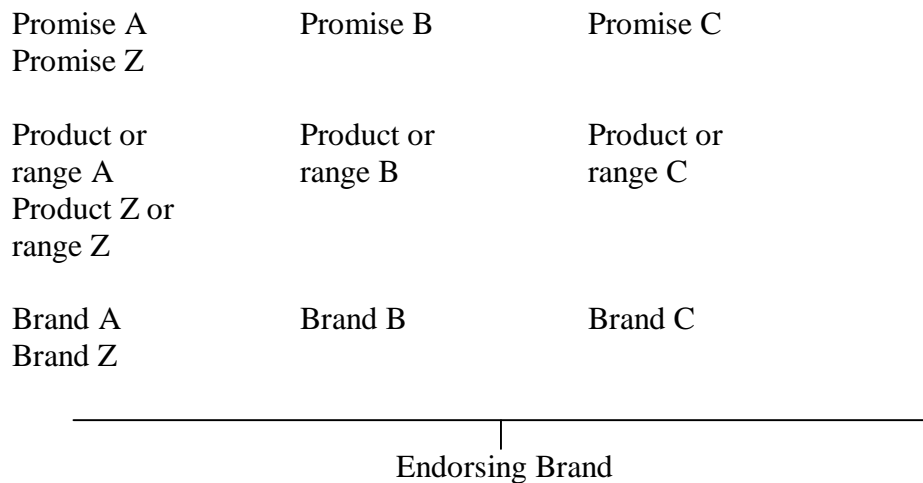 Promise A Promise B Promise C
Promise Z
Product or Product or Product or
range A range B range C
Product Z or
range Z
Brand A Brand B Brand C
Brand Z
Endorsing Brand